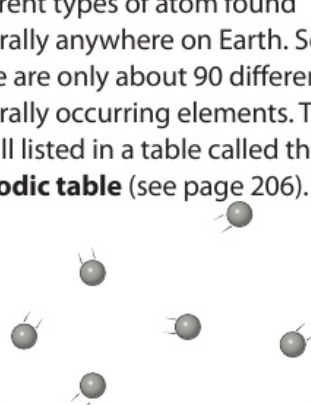 erent types of atom found
rally anywhere on Earth. So
e are only about 90 differen
rally occurring elements. T
ll listed in a table called th
odic table (see page 206).